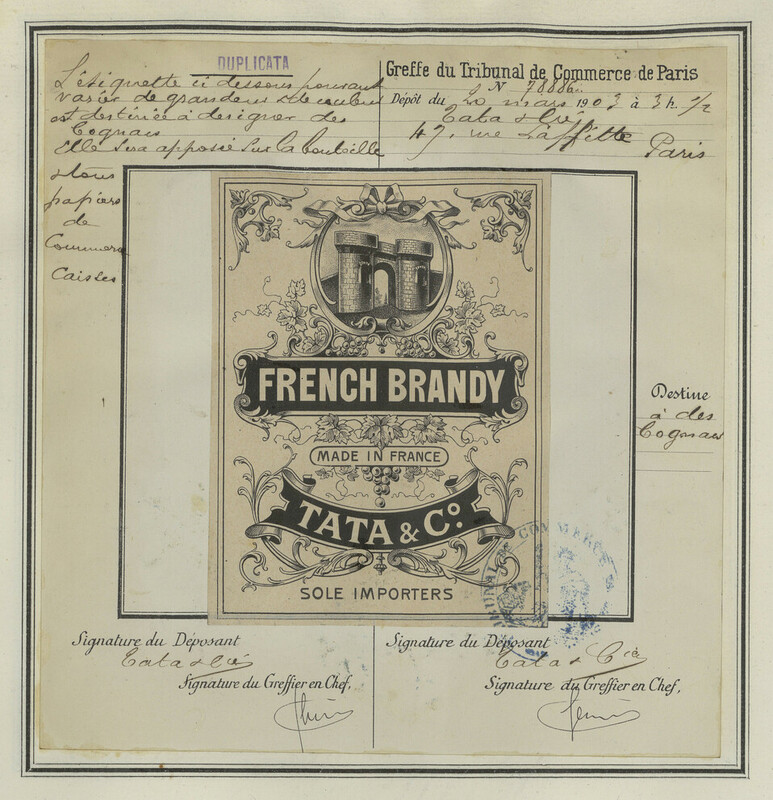 DUPLICATA
L'étiquette ci dessous pouvant
varier de grandeur et de couleur
est destinée à désigner des
Cognacs
Elle sera apposée sur la bouteille
et tous
papiers
de
Commerce
Caisses
Greffe du Tribunal de Commerce de Paris
N° 78886
Dépôt du 20 mars 1903 à 3 h. 1/2
Tata & Cie
47, rue Laffitte
Paris
FRENCH BRANDY
MADE IN FRANCE
TATA & Cº.
SOLE IMPORTERS
Destine
à des
Cognacs
COMMERCE
Signature du Déposant
Tata & Cie
Signature du Greffier en Chef,
Signature du Déposant
Tata & Cie
Signature du Greffier en Chef,